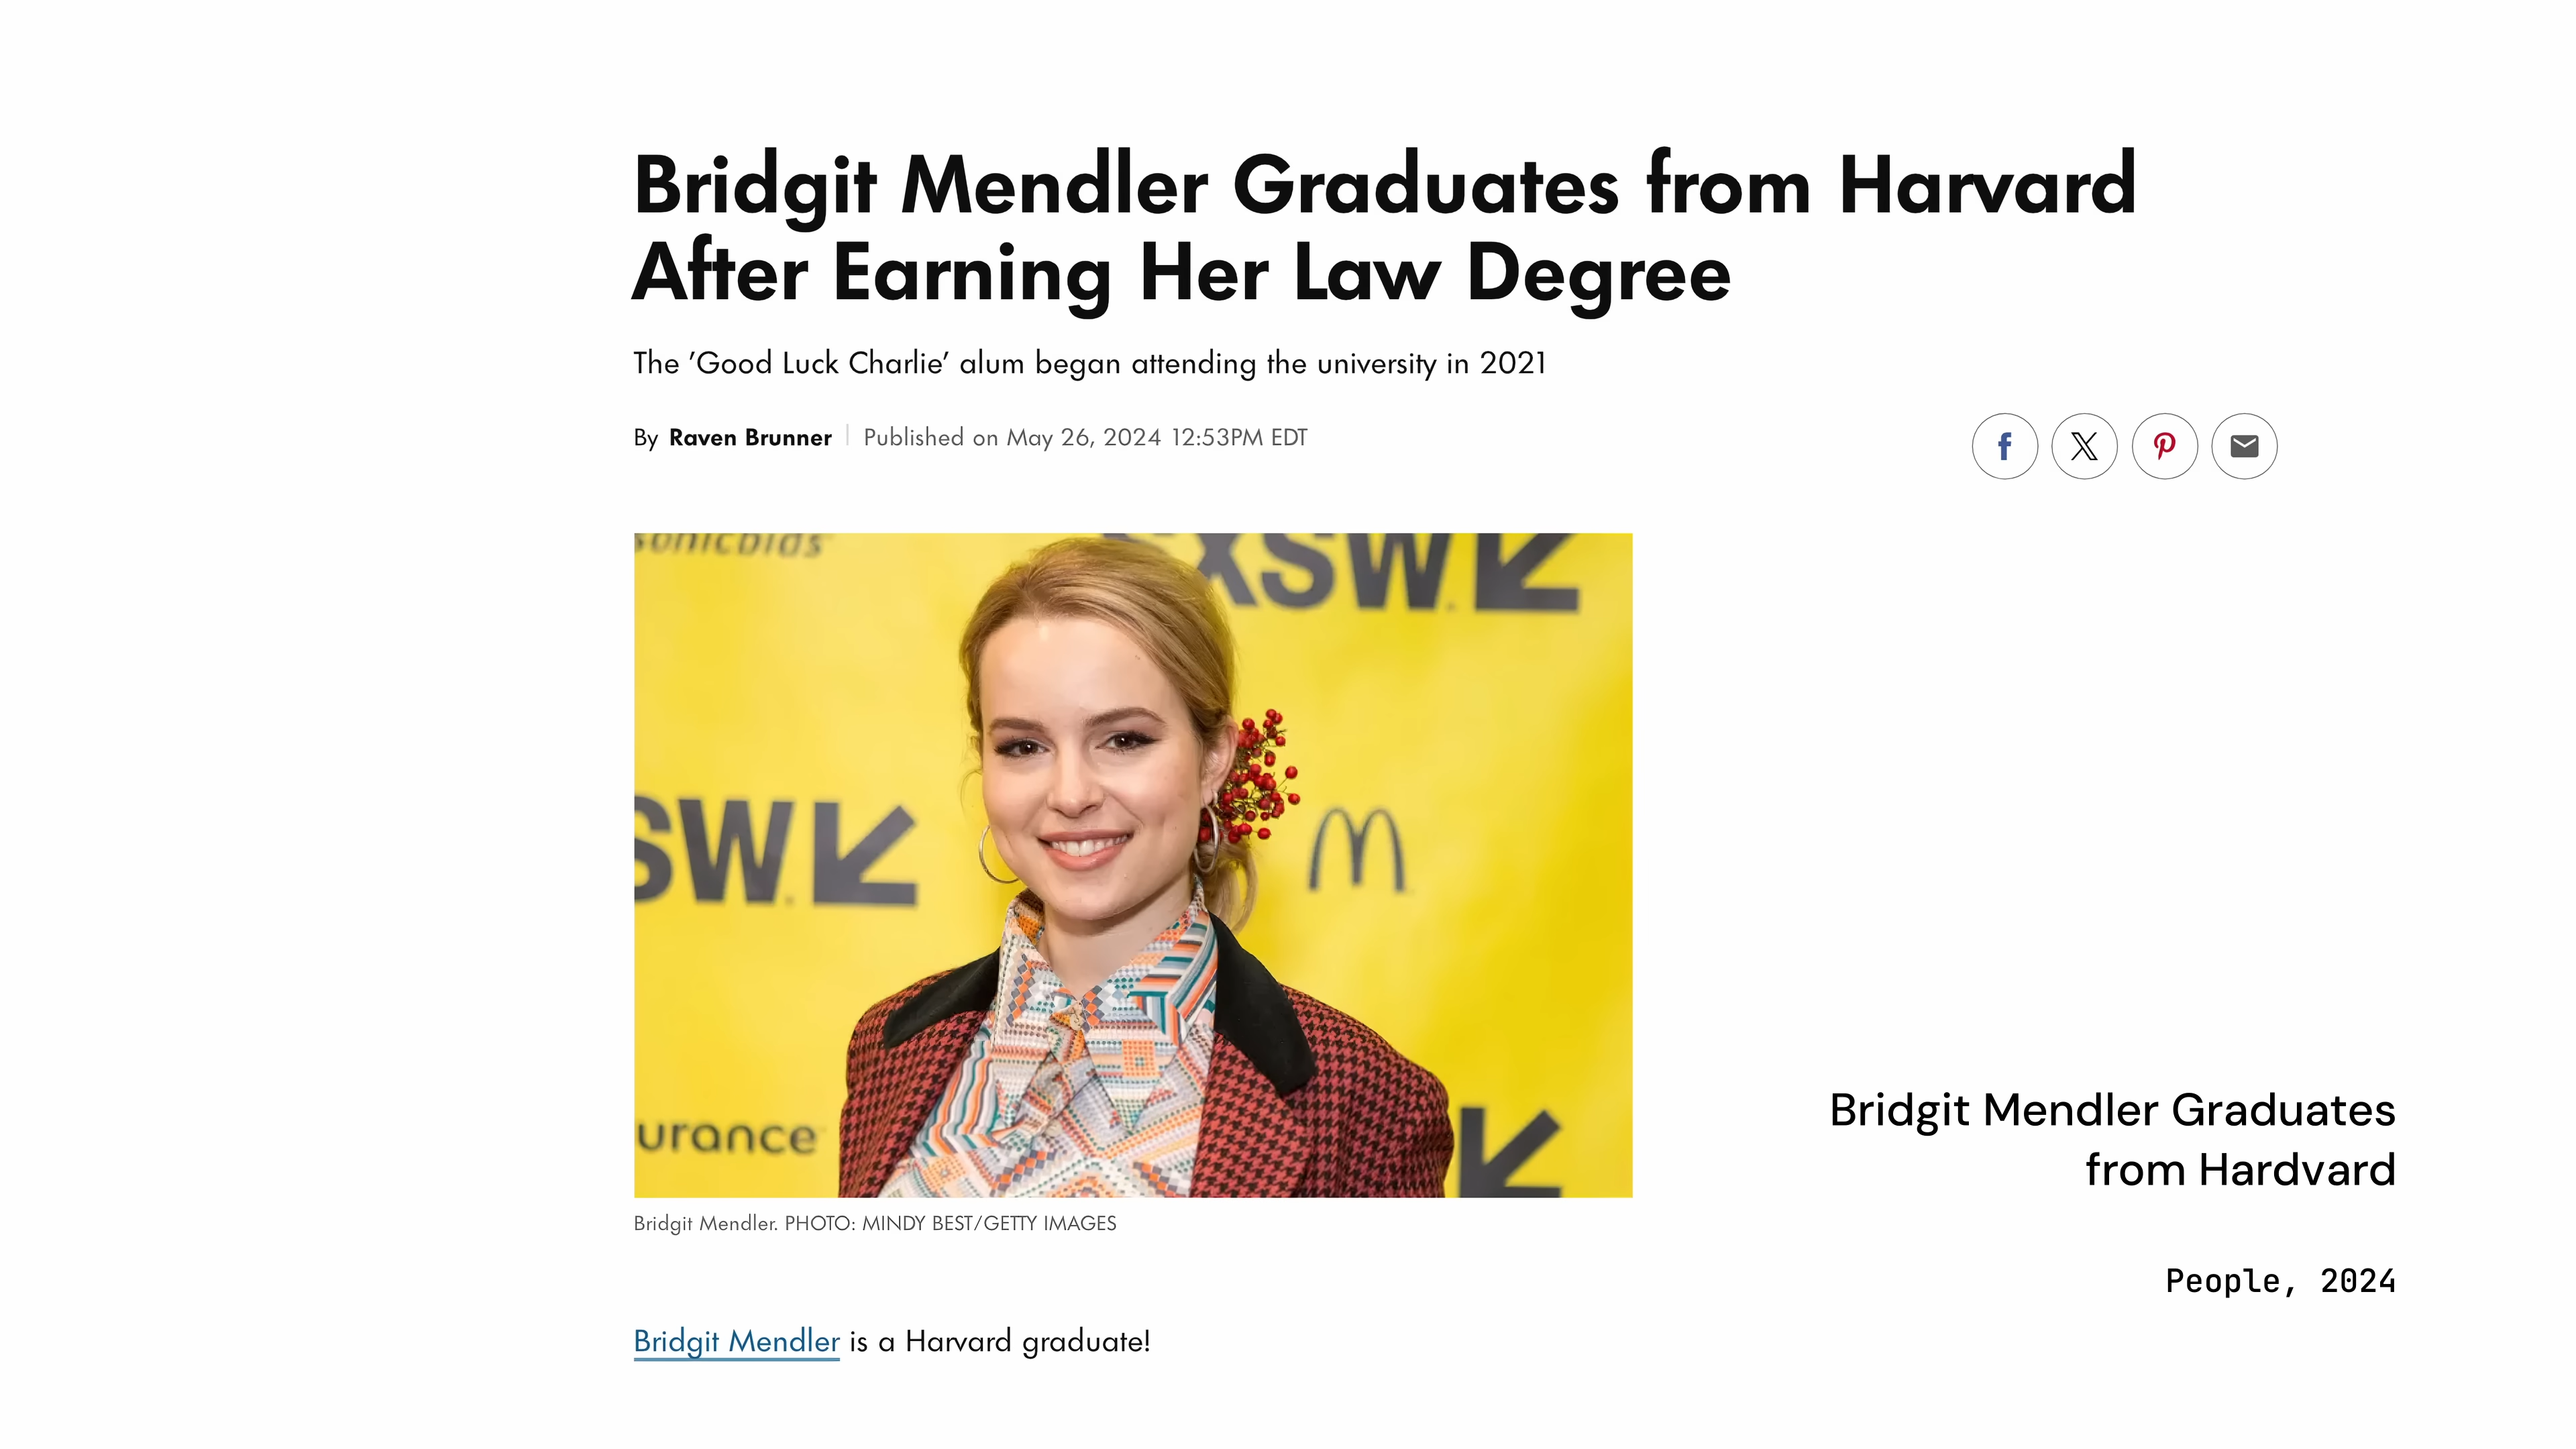 Bridgit Mendler Graduates from Harvard
After Earning Her Law Degree
The 'Good Luck Charlie' alum began attending the university in 2021
By Raven Brunner | Published on May 26, 2024 12:53PM EDT
sonicbids
SXSW.
SW.
M
urance
Bridgit Mendler. PHOTO: MINDY BEST/GETTY IMAGES
Bridgit Mendler Graduates
from Hardvard
People, 2024
Bridgit Mendler is a Harvard graduate!